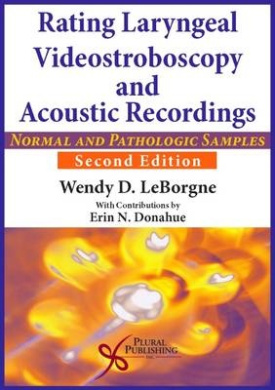 Rating Laryngeal
Videostroboscopy
and
Acoustic Recordings
NORMAL AND PATHOLOGIC SAMPLES
Second Edition
Wendy D. LeBorgne
With Contributions by
Erin N. Donahue
PLURAL
PUBLISHING
INC.